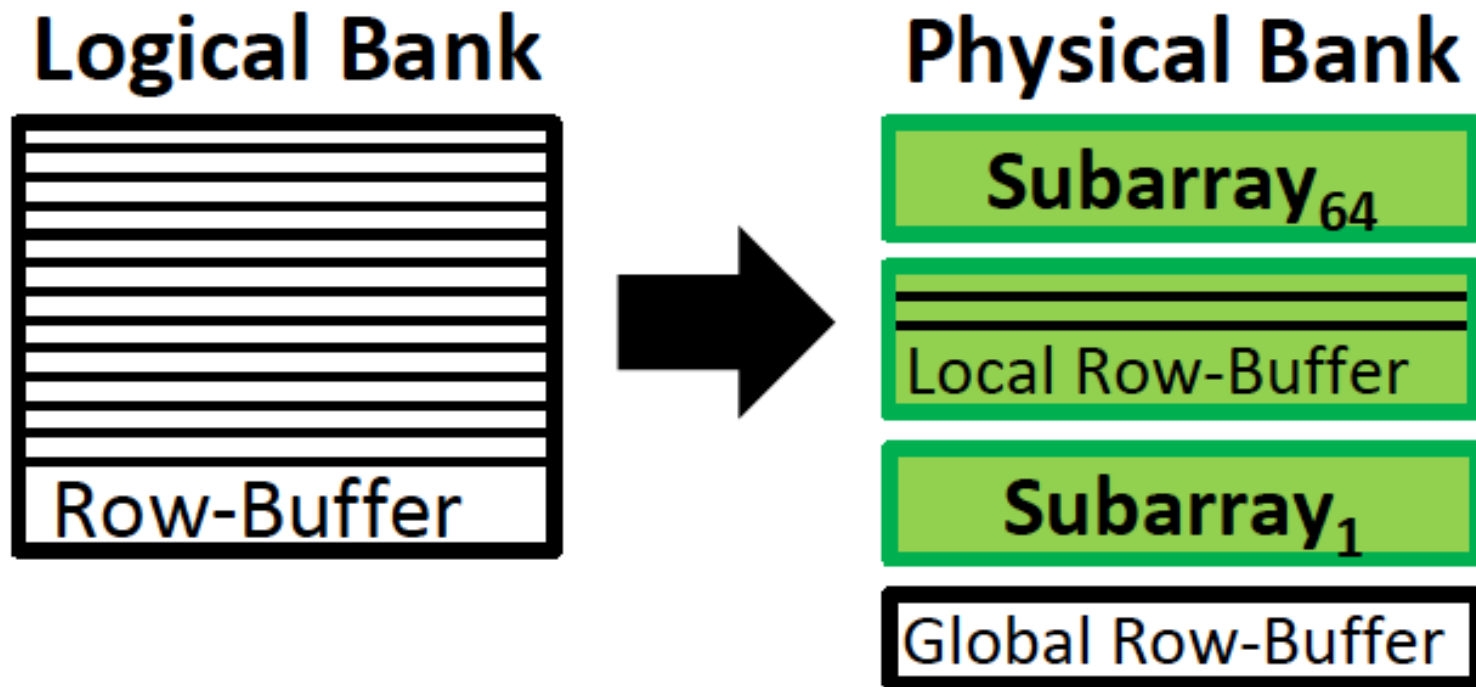 Logical Bank
Row-Buffer
Physical Bank
Subarray64
Local Row-Buffer
Subarray1
Global Row-Buffer